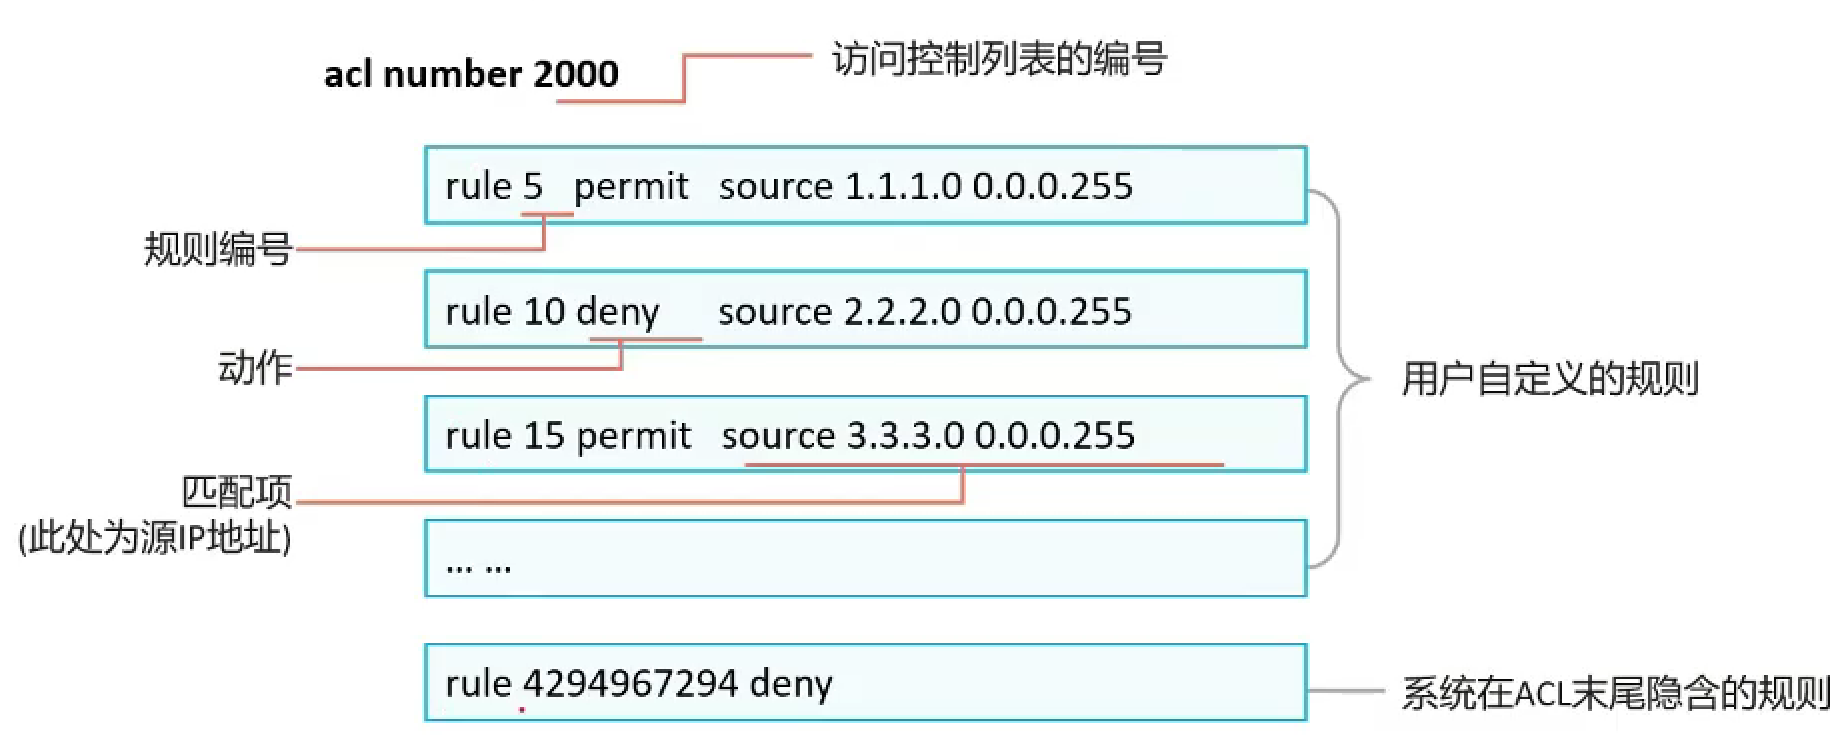 acl number 2000
访问控制列表的编号
rule 5 permit source 1.1.1.0 0.0.0.255
规则编号
rule 10 deny source 2.2.2.0 0.0.0.255
动作
用户自定义的规则
rule 15 permit source 3.3.3.0 0.0.0.255
匹配项
(此处为源IP地址)
... ...
rule 4294967294 deny
系统在ACL末尾隐含的规则